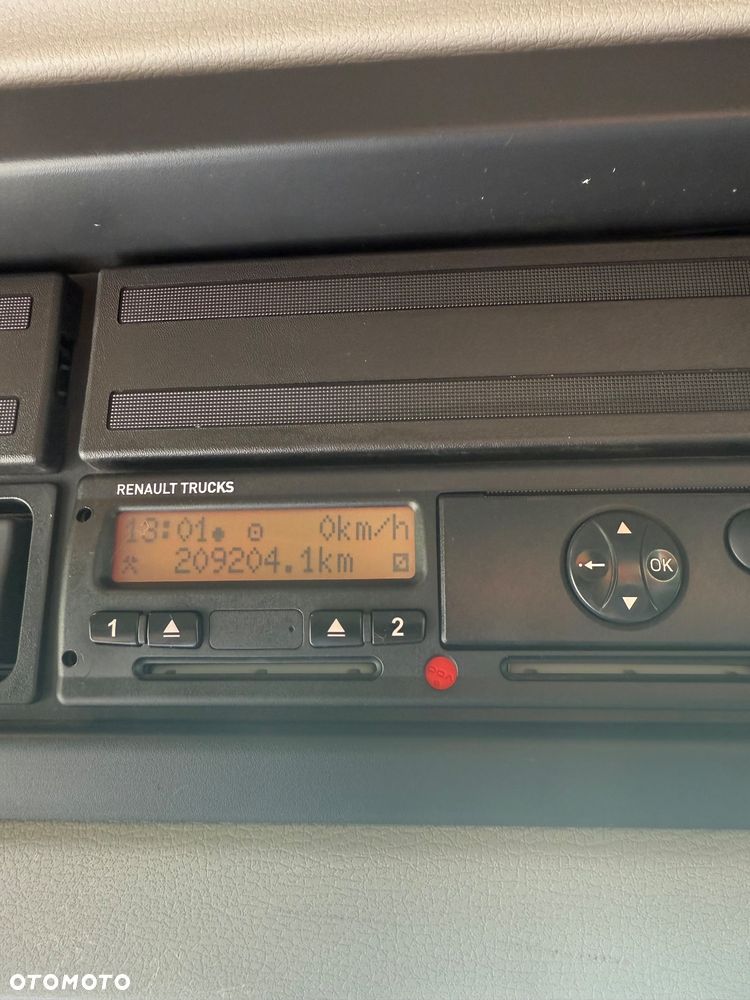 RENAULT TRUCKS
13:01 0km/h
209204.1km
1 2
OK
OTOMOTO